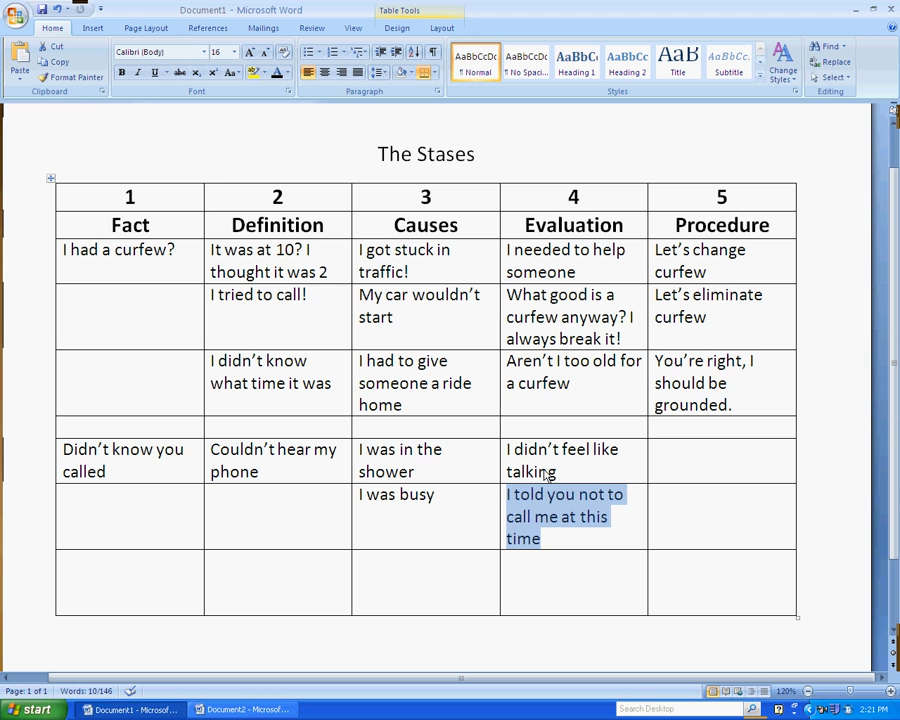 Document1 - Microsoft Word
Table Tools
Home Insert Page Layout References Mailings Review View Design Layout
Paste
Cut
Copy
Format Painter
Calibri (Body) 16
AaBbCcDc AaBbCcDc AaBbC AaBbCc AaB AaBbCc.
¶ Normal ¶ No Spaci... Heading 1 Heading 2 Title Subtitle
Change Styles
Find
Replace
Select
Clipboard Font Paragraph Styles Editing
The Stases
1 2 3 4 5
Fact Definition Causes Evaluation Procedure
I had a curfew? It was at 10? I I got stuck in I needed to help Let’s change
thought it was 2 traffic! someone curfew
I tried to call! My car wouldn’t What good is a Let’s eliminate
start curfew anyway? I curfew
always break it!
I didn’t know I had to give Aren’t I too old for You’re right, I
what time it was someone a ride a curfew should be
home grounded.
Didn’t know you Couldn’t hear my I was in the I didn’t feel like
called phone shower talking
I was busy I told you not to
call me at this
time
Page: 1 of 1 Words: 10/146 120%
start Document1 - Microsof... Document2 - Microsof... Search Desktop 2:21 PM